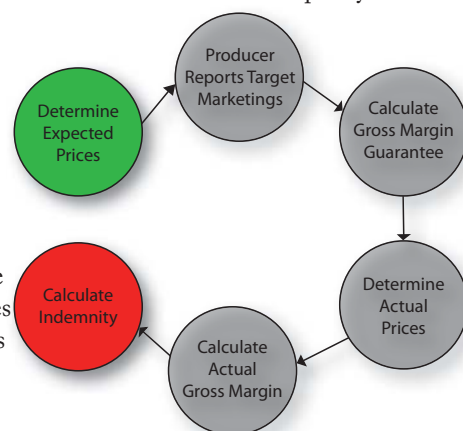 Determine
Expected
Prices
Producer
Reports Target
Marketings
Calculate
Gross Margin
Guarantee
Determine
Actual
Prices
Calculate
Actual
Gross Margin
Calculate
Indemnity